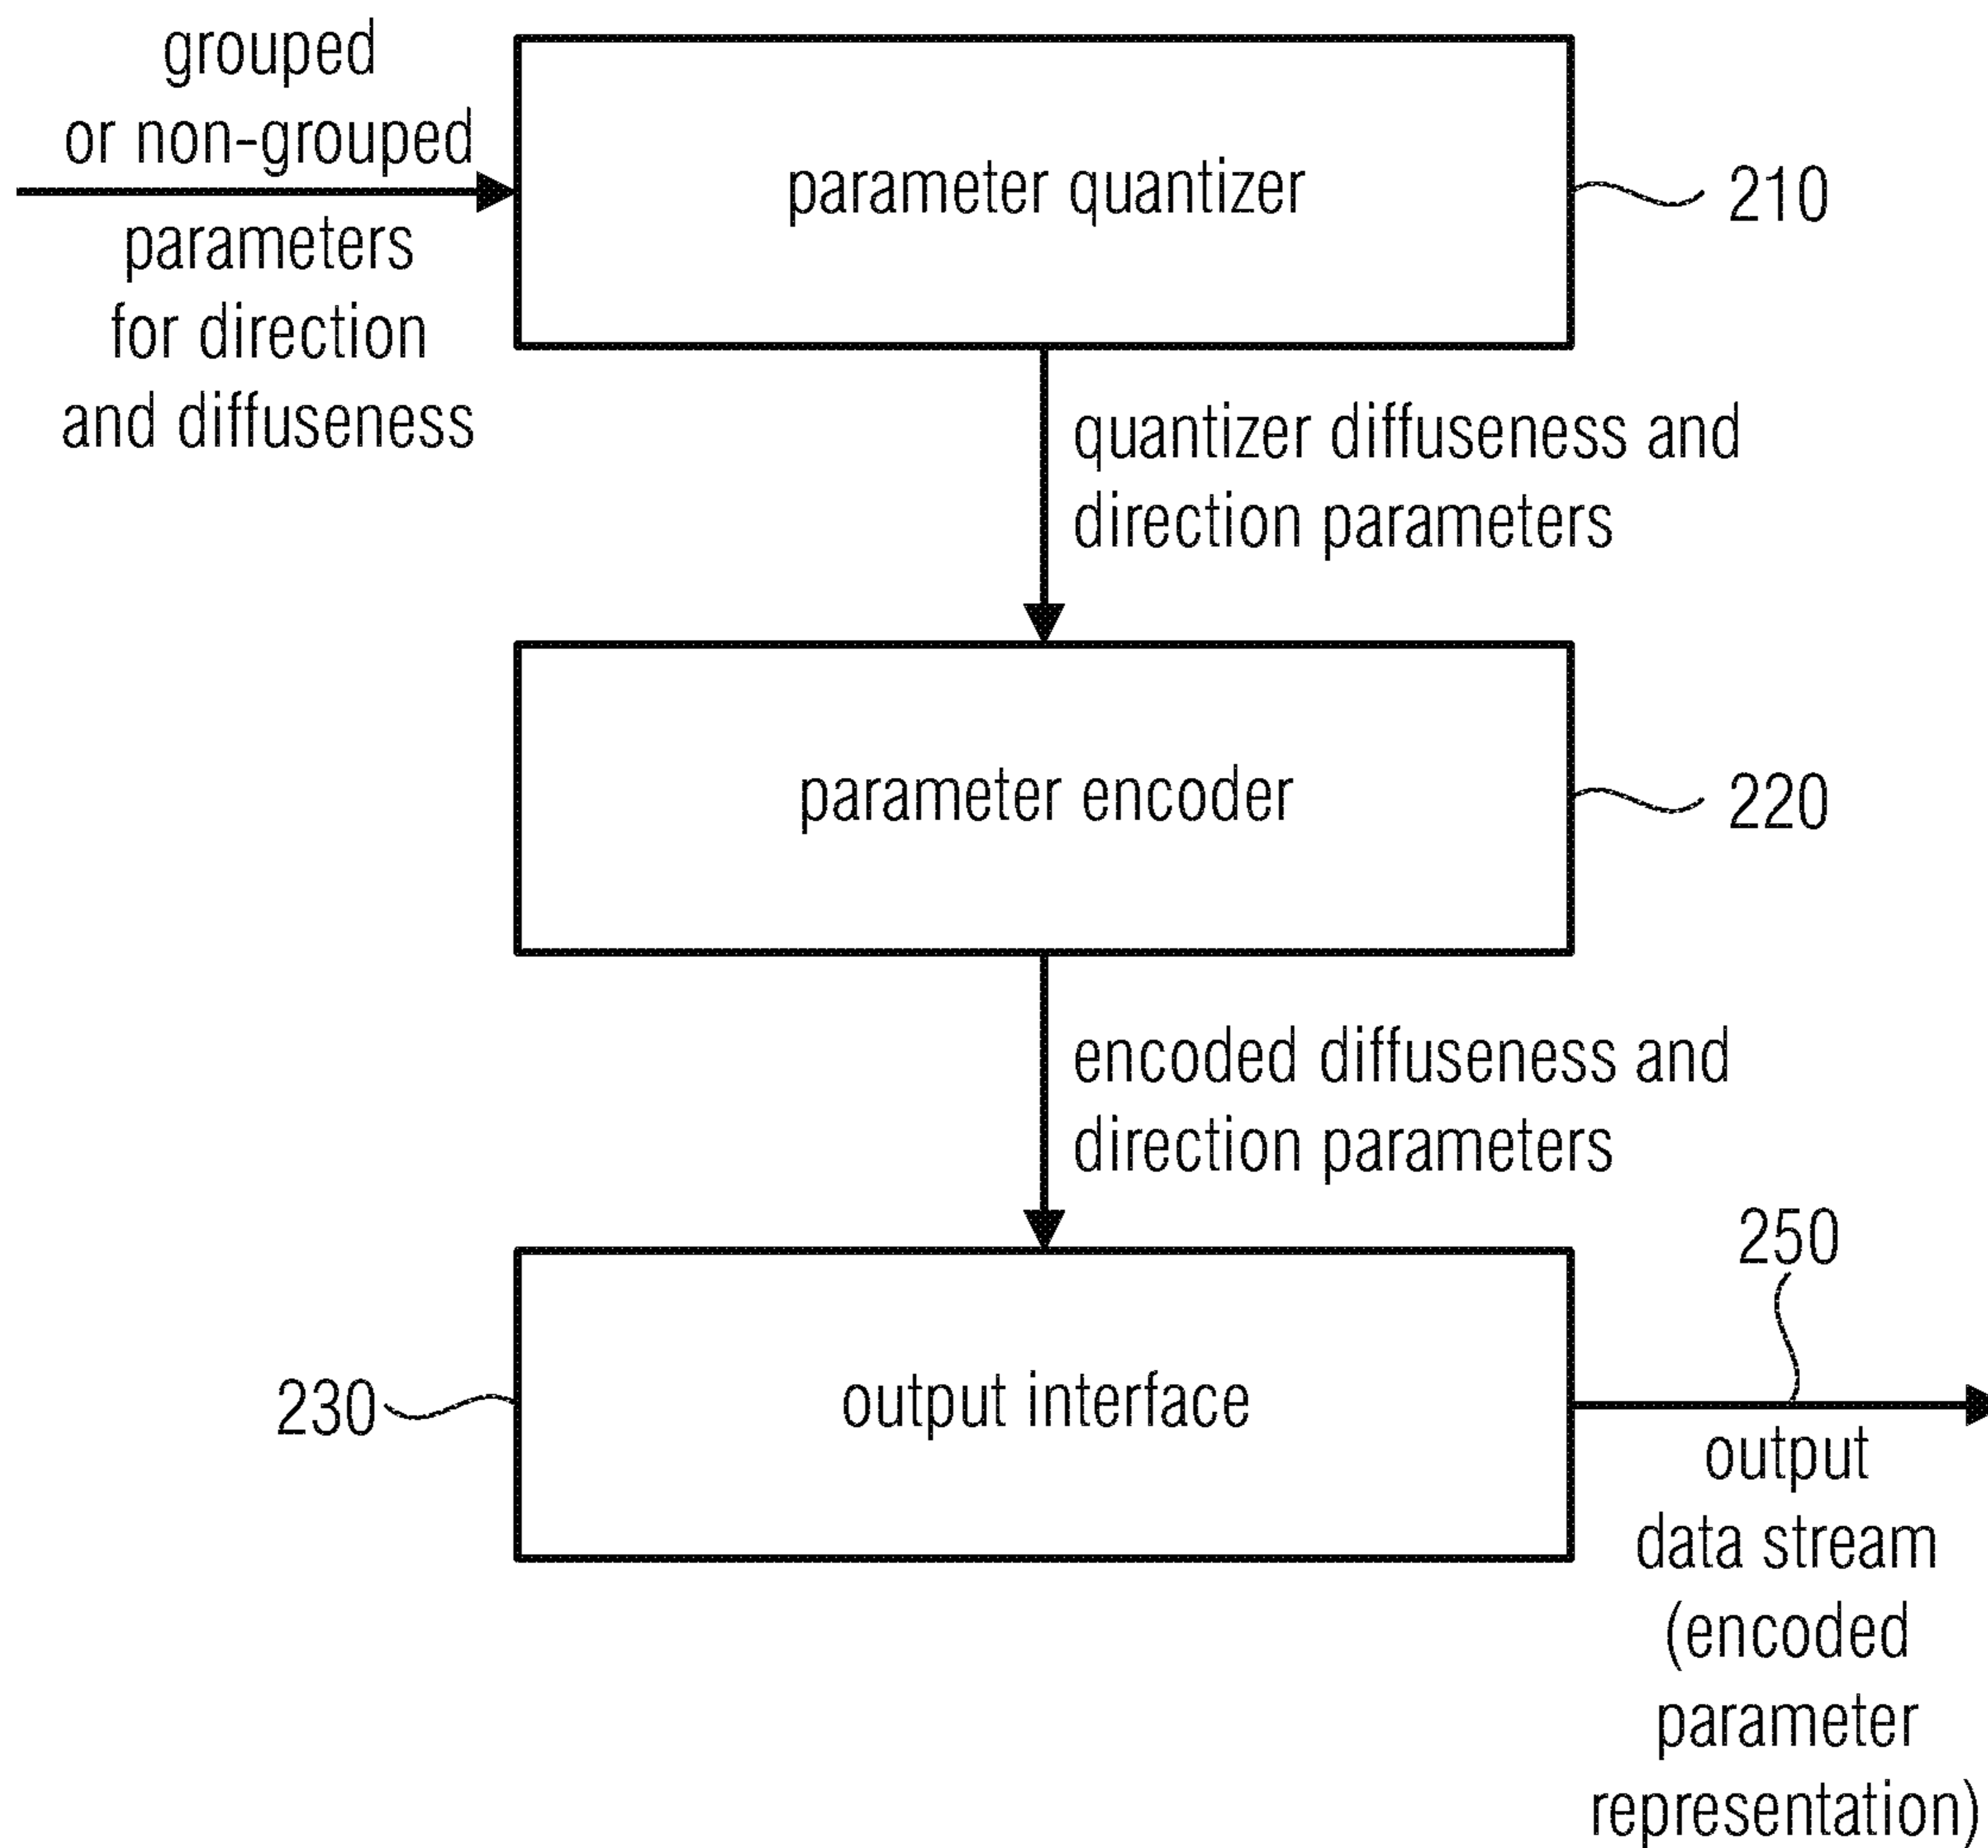 grouped
or non-grouped
parameters
for direction
and diffuseness
parameter quantizer
210
quantizer diffuseness and
direction parameters
parameter encoder
220
encoded diffuseness and
direction parameters
250
230
output interface
output
data stream
(encoded
parameter
representation)